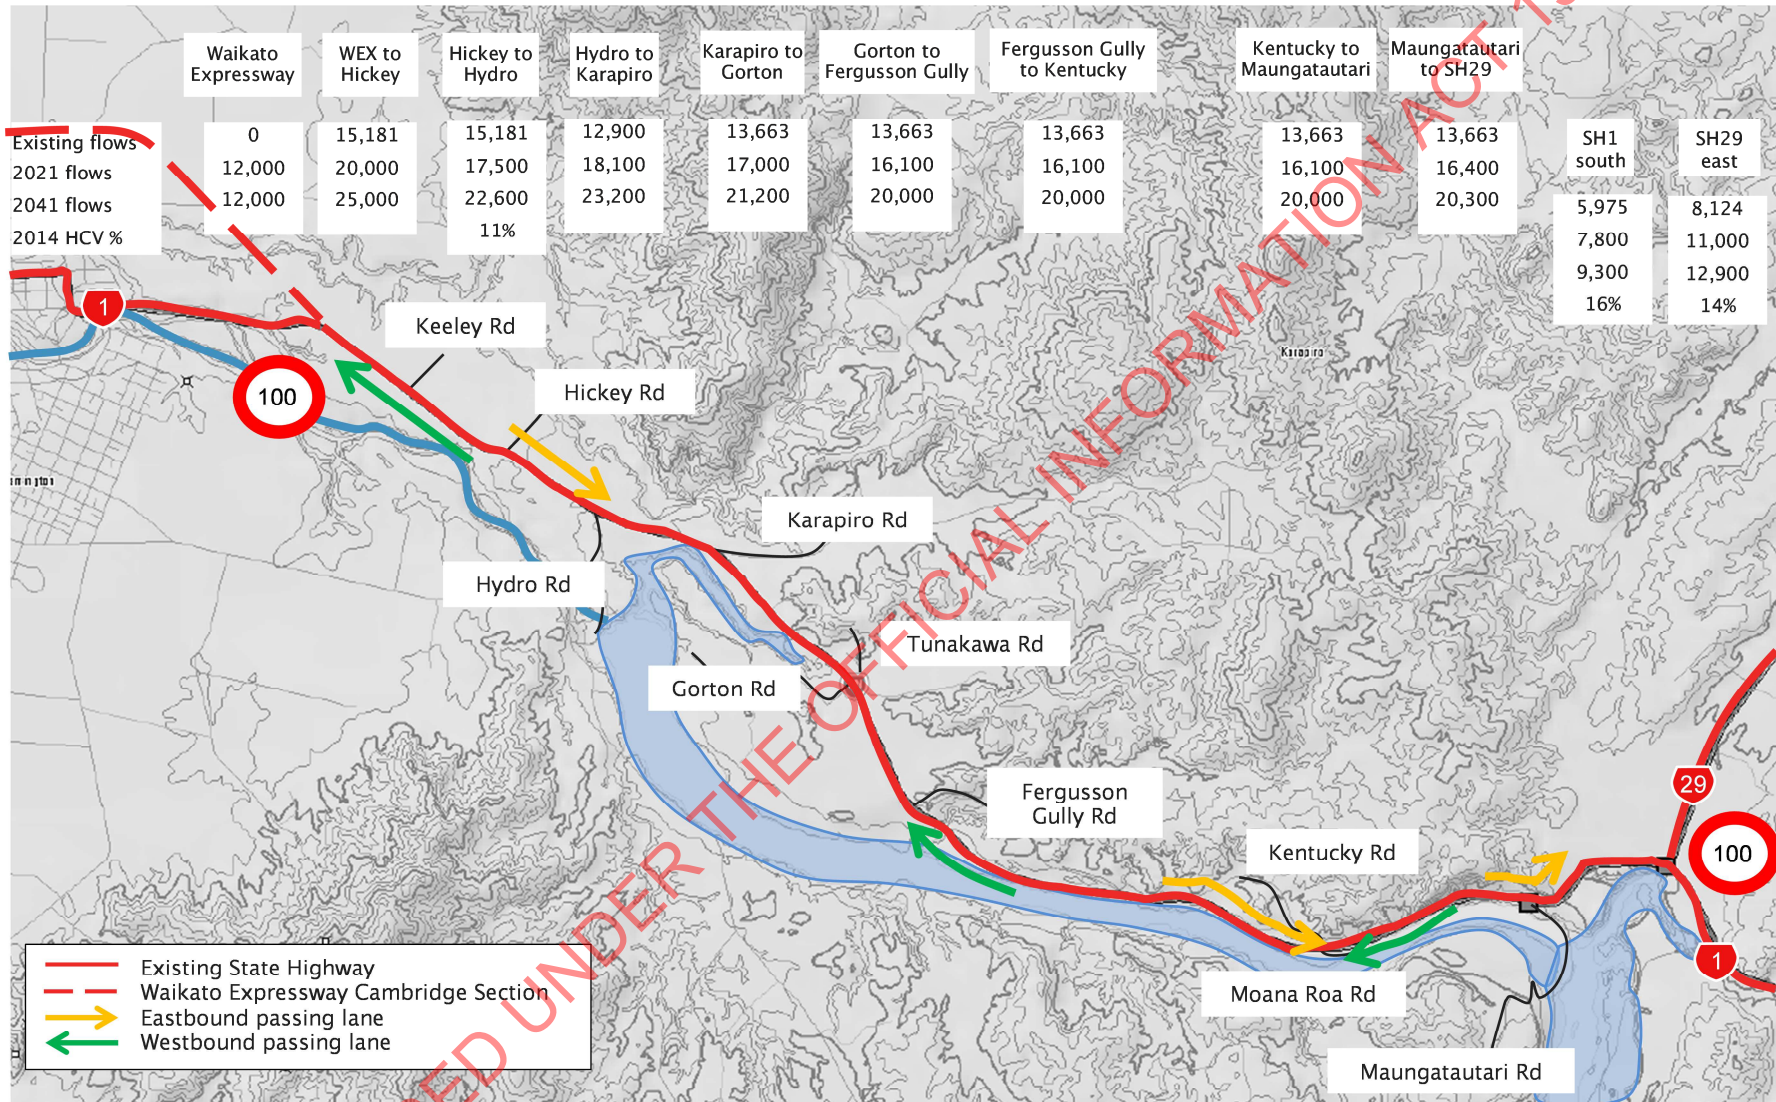 Waikato
Expressway
WEX to
Hickey
Hickey to
Hydro
Hydro to
Karapiro
Karapiro to
Gorton
Gorton to
Fergusson Gully
Fergusson Gully
to Kentucky
Kentucky to
Maungatautari
Maungatautari
to SH29
SH1
south
SH29
east
Existing flows
2021 flows
2041 flows
2014 HCV %
0
12,000
12,000
15,181
20,000
25,000
15,181
17,500
22,600
11%
12,900
18,100
23,200
13,663
17,000
21,200
13,663
16,100
20,000
13,663
16,100
20,000
13,663
16,100
20,000
13,663
16,400
20,300
5,975
7,800
9,300
16%
8,124
11,000
12,900
14%
1
Keeley Rd
Karapiro
100
Hickey Rd
Karapiro Rd
Hydro Rd
Tunakawa Rd
Gorton Rd
29
Fergusson
Gully Rd
Kentucky Rd
100
1
Moana Roa Rd
Maungatautari Rd
Existing State Highway
Waikato Expressway Cambridge Section
Eastbound passing lane
Westbound passing lane
UNDER THE OFFICIAL INFORMATION ACT